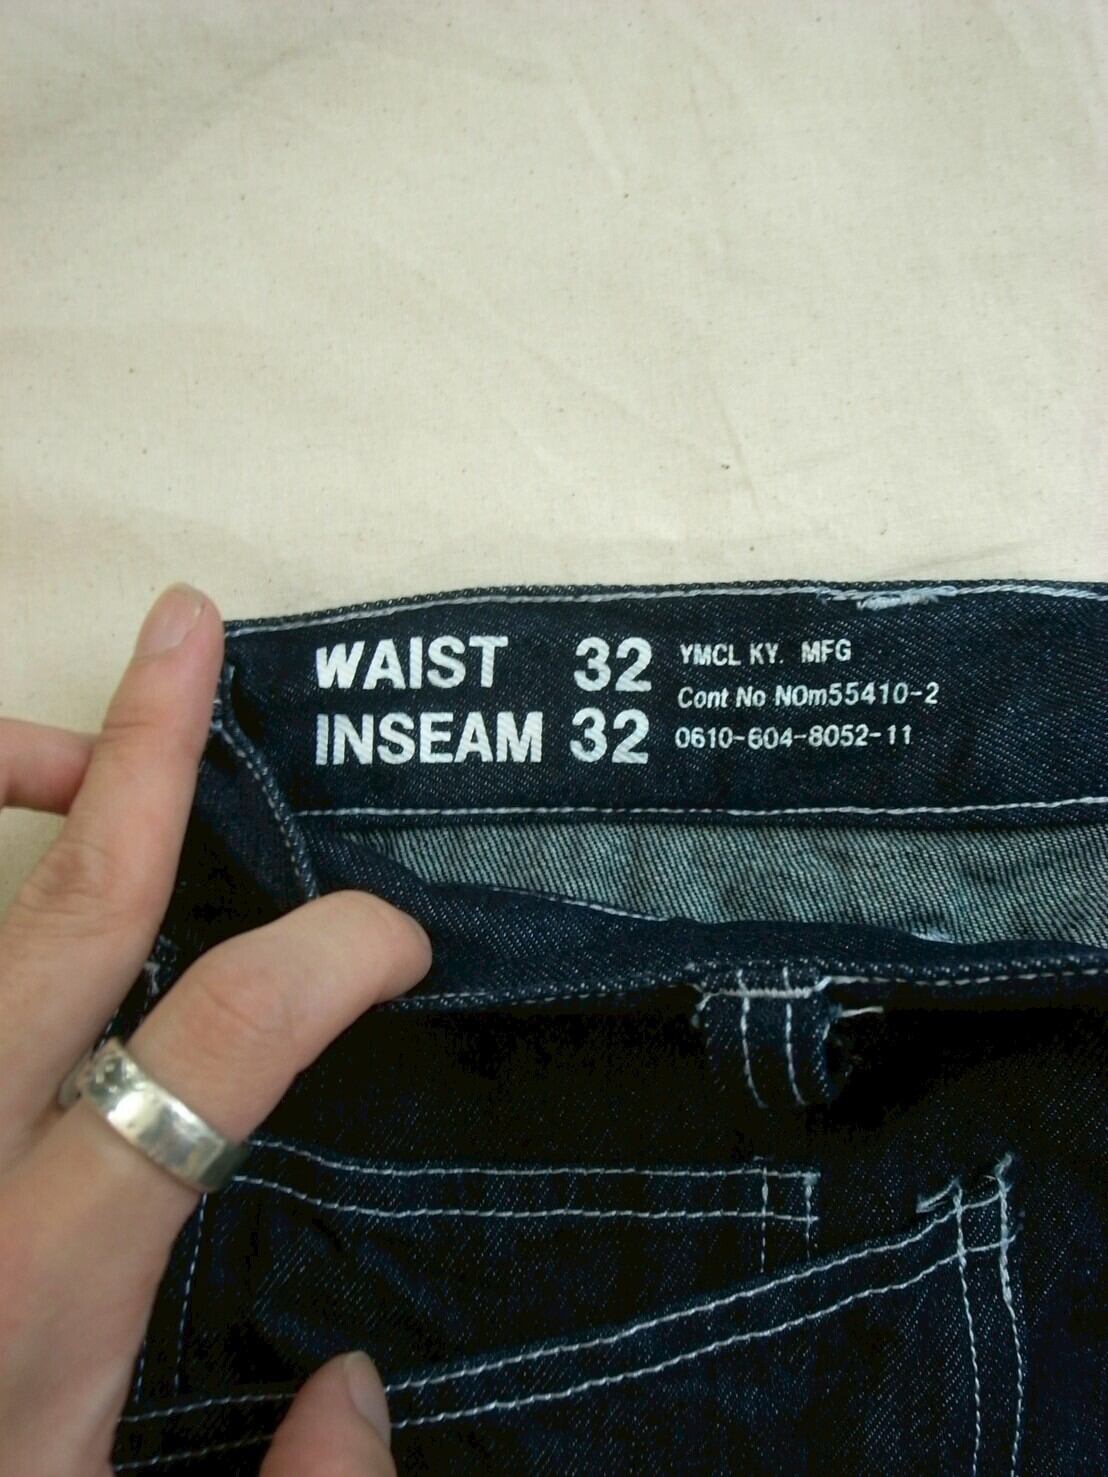 WAIST 32
INSEAM 32
YMCL KY. MFG
Cont No NOm55410-2
0610-604-8052-11